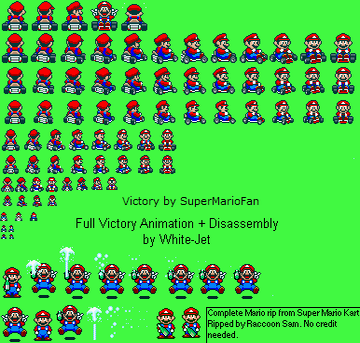 Victory by SuperMarioFan
Full Victory Animation + Disassembly
by White-Jet
Complete Mario rip from Super Mario Kart
Ripped by Raccoon Sam. No credit
needed.